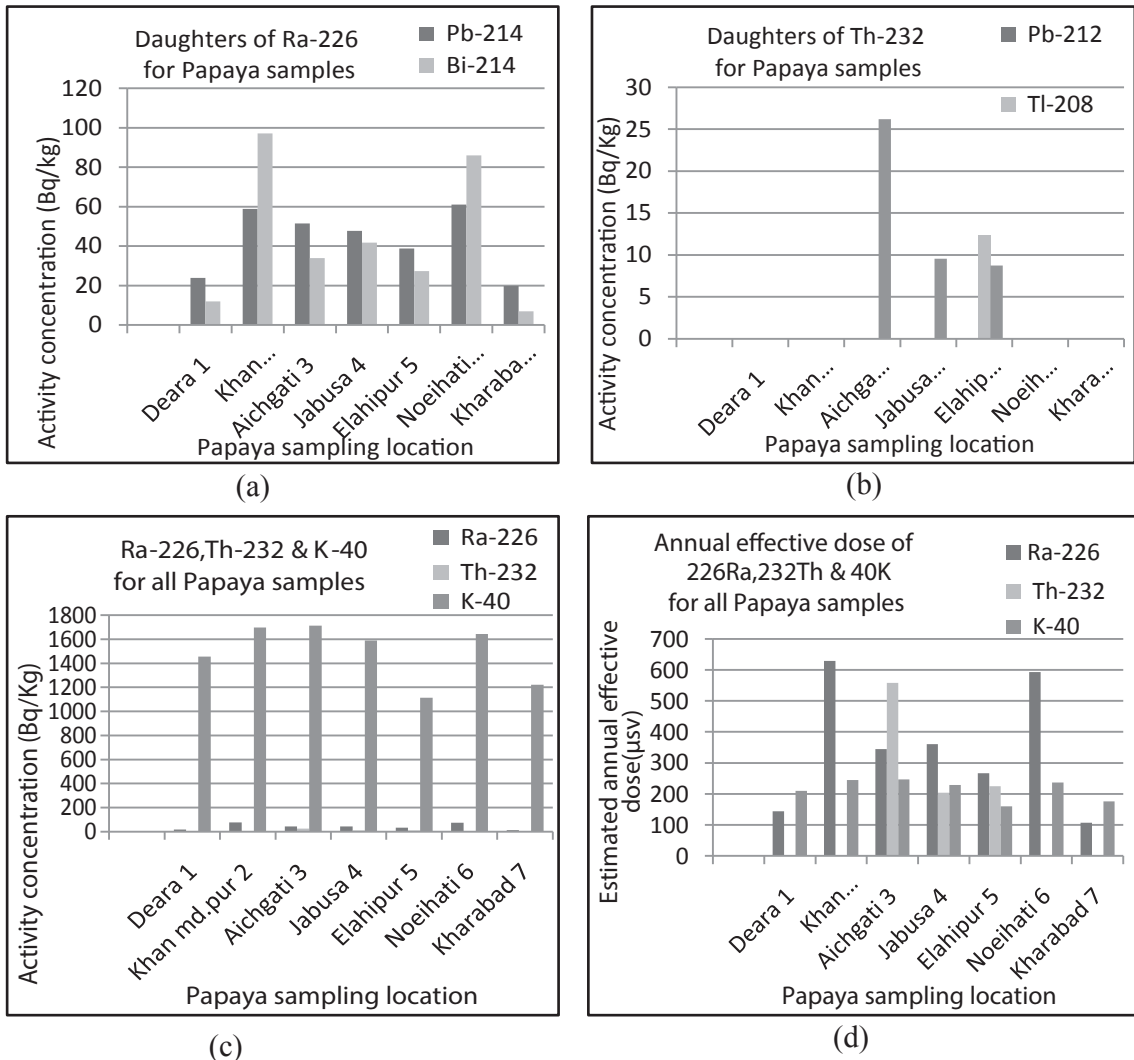 Daughters of Ra-226
for Papaya samples
Pb-214
Bi-214
Activity concentration (Bq/kg)
120
100
80
60
40
20
0
Deara 1
Khan...
Aichgati 3
Jabusa 4
Elahipur 5
Noeihati...
Kharaba...
Papaya sampling location
(a)
Daughters of Th-232
for Papaya samples
Pb-212
Tl-208
Activity concentration (Bq/Kg)
30
25
20
15
10
5
0
Deara 1
Khan...
Aichga...
Jabusa...
Elahip...
Noeih...
Khara...
Papaya sampling location
(b)
Ra-226,Th-232 & K-40
for all Papaya samples
Ra-226
Th-232
K-40
Activity concentration (Bq/Kg)
1800
1600
1400
1200
1000
800
600
400
200
0
Deara 1
Khan md.pur 2
Aichgati 3
Jabusa 4
Elahipur 5
Noeihati 6
Kharabad 7
Papaya sampling location
(c)
Annual effective dose of
226Ra,232Th & 40K
for all Papaya samples
Ra-226
Th-232
K-40
Estimated annual effective
dose(µsv)
700
600
500
400
300
200
100
0
Deara 1
Khan...
Aichgati 3
Jabusa 4
Elahipur 5
Noeihati 6
Kharabad 7
Papaya sampling location
(d)